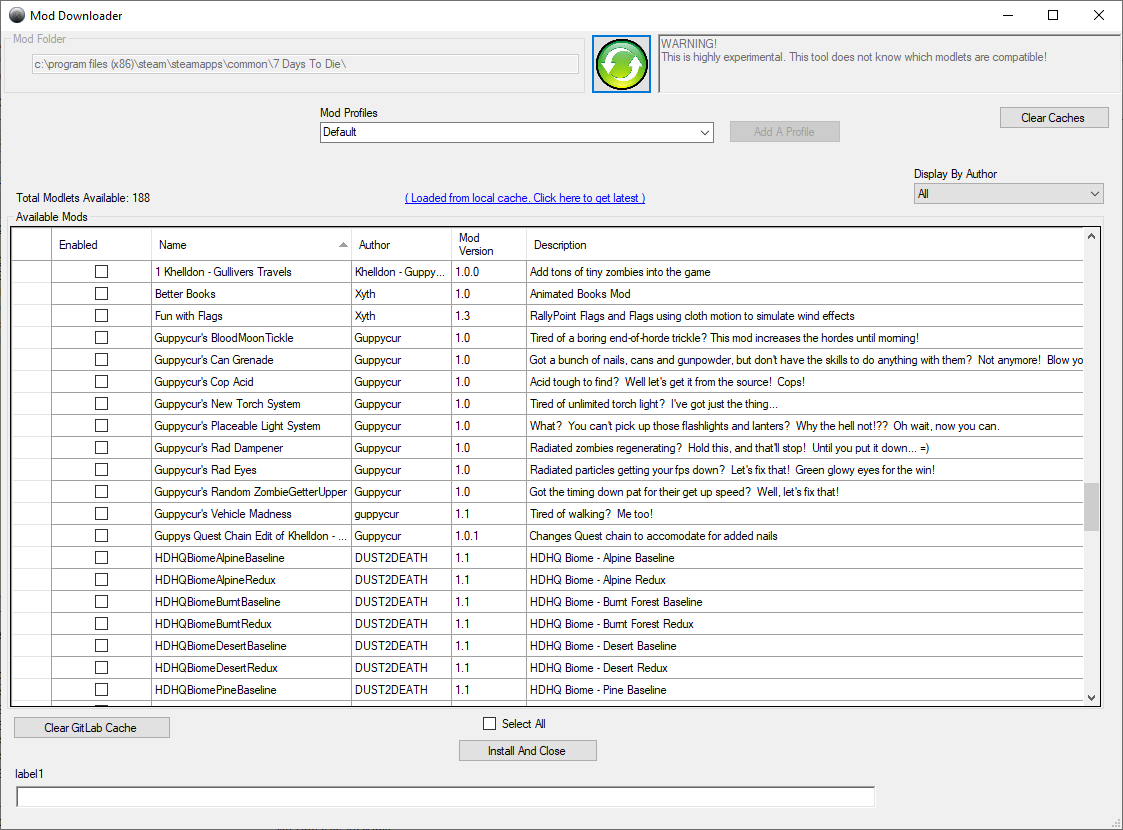 Mod Downloader
Mod Folder
c:\program files (x86)\steam\steamapps\common\7 Days To Die\
WARNING!
This is highly experimental. This tool does not know which modlets are compatible!
Mod Profiles
Default
Add A Profile
Clear Caches
Display By Author
All
Total Modlets Available: 188
( Loaded from local cache. Click here to get latest )
Available Mods
Enabled Name Author Mod Version Description
1 Khelldon - Gullivers Travels Khelldon - Guppy... 1.0.0 Add tons of tiny zombies into the game
Better Books Xyth 1.0 Animated Books Mod
Fun with Flags Xyth 1.3 RallyPoint Flags and Flags using cloth motion to simulate wind effects
Guppycur's BloodMoonTickle Guppycur 1.0 Tired of a boring end-of-horde trickle? This mod increases the hordes until morning!
Guppycur's Can Grenade Guppycur 1.0 Got a bunch of nails, cans and gunpowder, but don't have the skills to do anything with them?  Not anymore!  Blow yo
Guppycur's Cop Acid Guppycur 1.0 Acid tough to find?  Well let's get it from the source!  Cops!
Guppycur's New Torch System Guppycur 1.0 Tired of unlimited torch light?  I've got just the thing...
Guppycur's Placeable Light System Guppycur 1.0 What?  You can't pick up those flashlights and lanters?  Why the hell not!??  Oh wait, now you can.
Guppycur's Rad Dampener Guppycur 1.0 Radiated zombies regenerating?  Hold this, and that'll stop!  Until you put it down... =)
Guppycur's Rad Eyes Guppycur 1.0 Radiated particles getting your fps down?  Let's fix that!  Green glowy eyes for the win!
Guppycur's Random ZombieGetterUpper Guppycur 1.0 Got the timing down pat for their get up speed?  Well, let's fix that!
Guppycur's Vehicle Madness guppycur 1.1 Tired of walking?  Me too!
Guppys Quest Chain Edit of Khelldon - ... Guppycur 1.0.1 Changes Quest chain to accomodate for added nails
HDHQBiomeAlpineBaseline DUST2DEATH 1.1 HDHQ Biome - Alpine Baseline
HDHQBiomeAlpineRedux DUST2DEATH 1.1 HDHQ Biome - Alpine Redux
HDHQBiomeBurntBaseline DUST2DEATH 1.1 HDHQ Biome - Burnt Forest Baseline
HDHQBiomeBurntRedux DUST2DEATH 1.1 HDHQ Biome - Burnt Forest Redux
HDHQBiomeDesertBaseline DUST2DEATH 1.1 HDHQ Biome - Desert Baseline
HDHQBiomeDesertRedux DUST2DEATH 1.1 HDHQ Biome - Desert Redux
HDHQBiomePineBaseline DUST2DEATH 1.1 HDHQ Biome - Pine Baseline
Clear GitLab Cache
Select All
Install And Close
label1